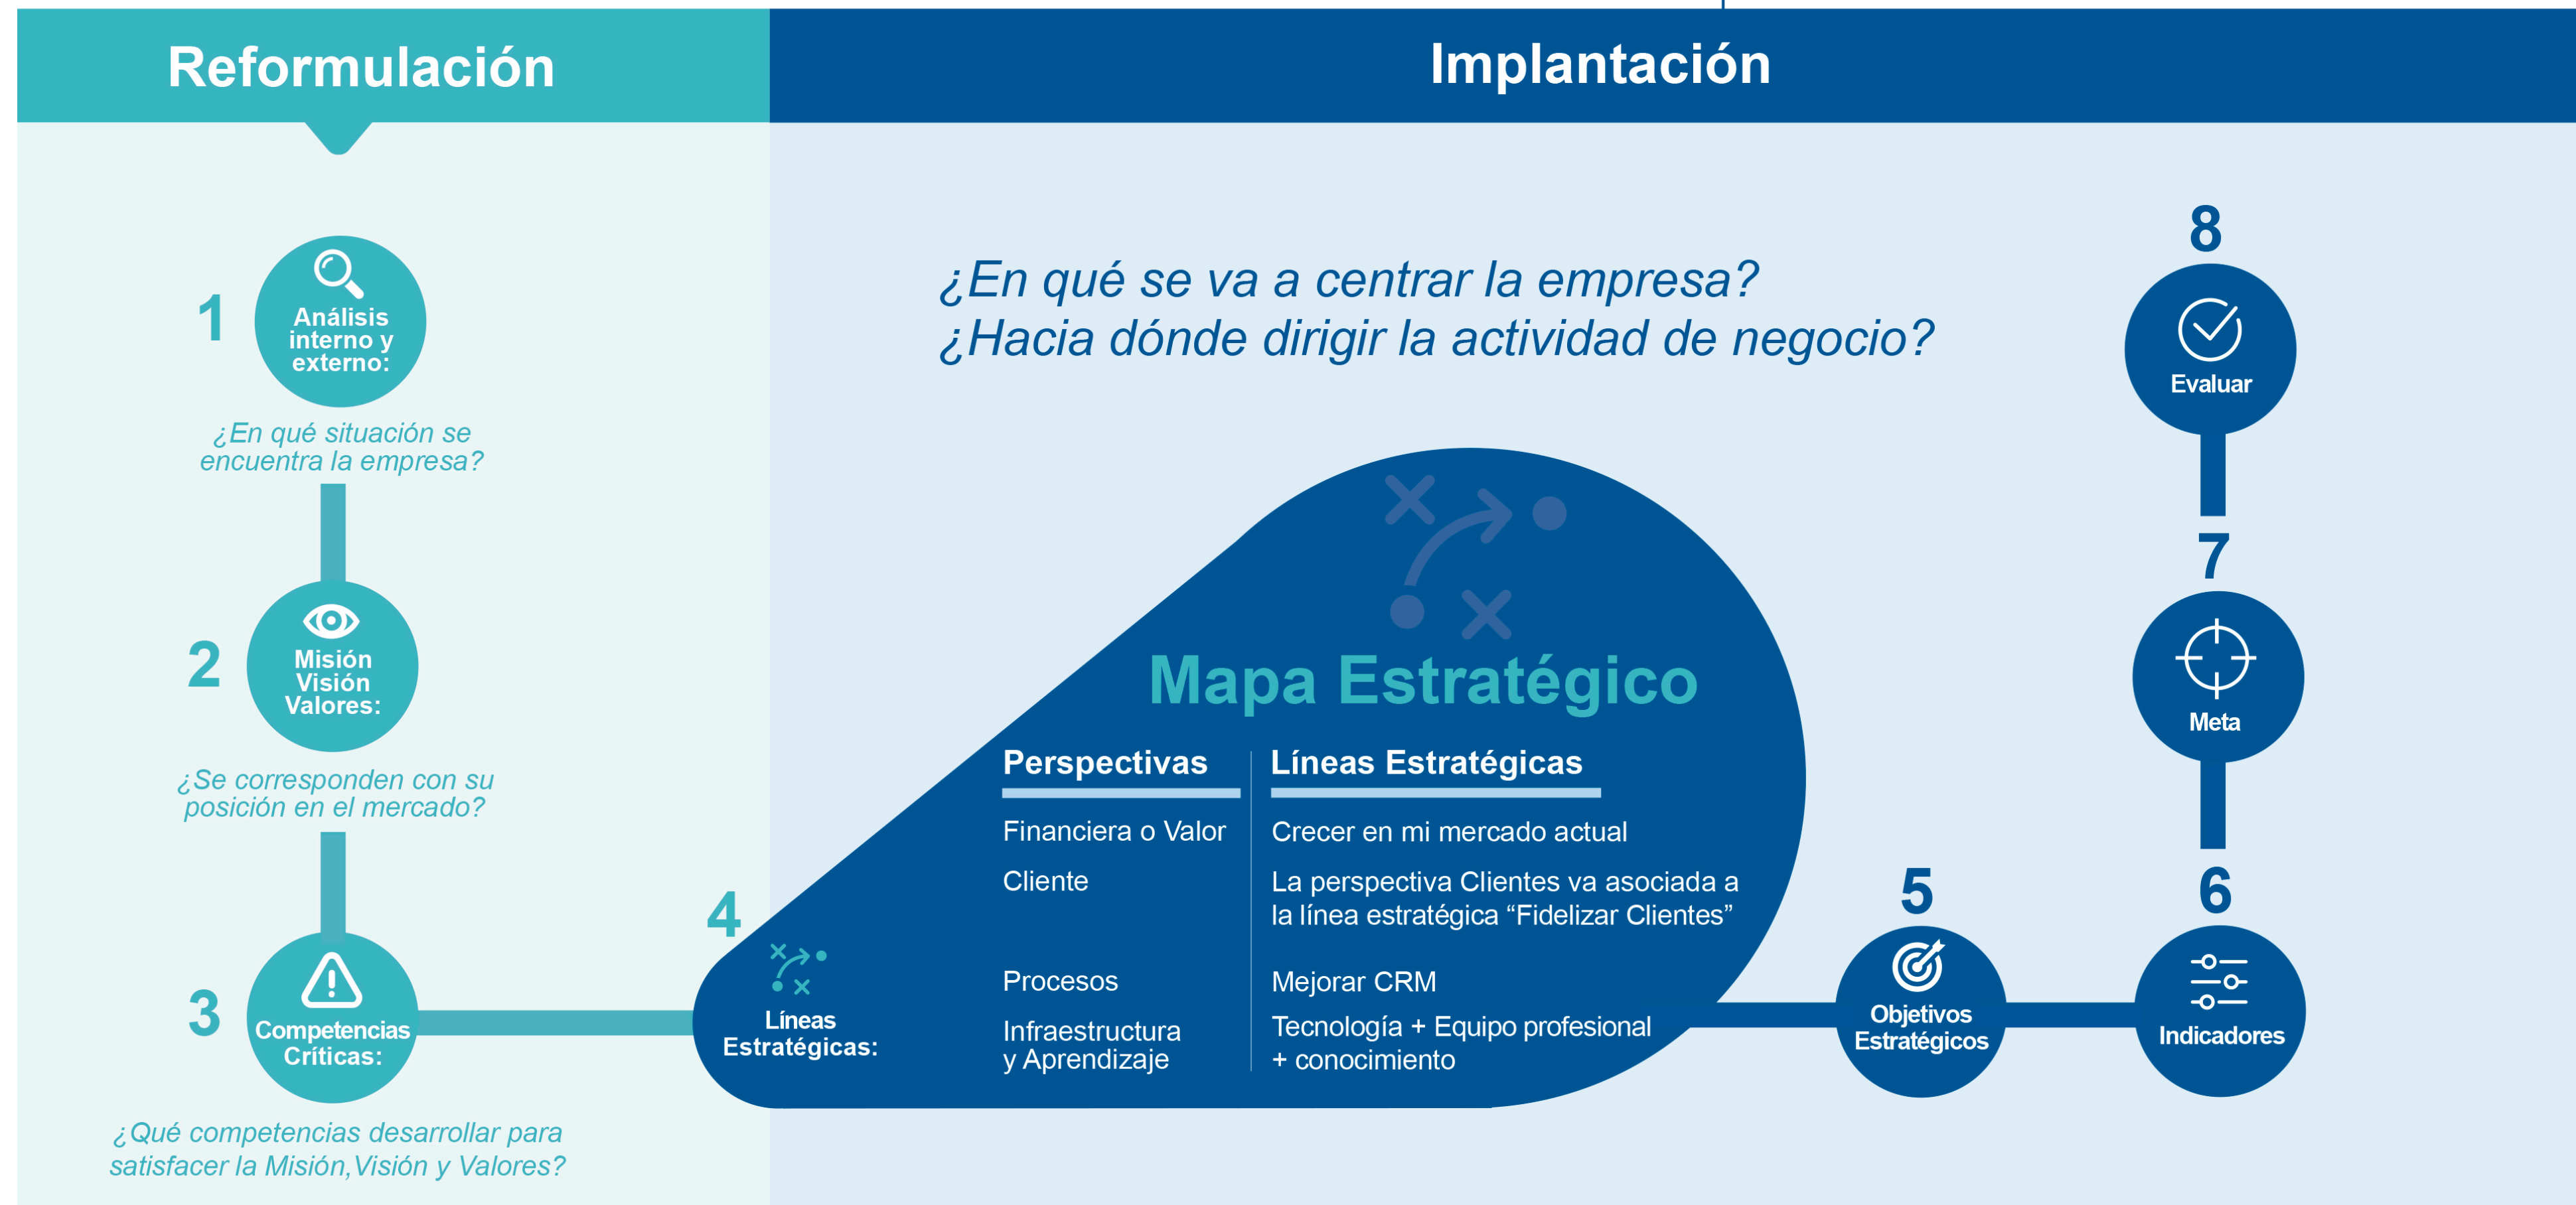 Reformulación
Implantación
1
Análisis
interno y
externo:
¿En qué situación se
encuentra la empresa?
2
Misión
Visión
Valores:
¿Se corresponden con su
posición en el mercado?
3
Competencias
Críticas:
¿Qué competencias desarrollar para
satisfacer la Misión,Visión y Valores?
4
Líneas
Estratégicas:
¿En qué se va a centrar la empresa?
¿Hacia dónde dirigir la actividad de negocio?
Mapa Estratégico
Perspectivas
Líneas Estratégicas
Financiera o Valor
Crecer en mi mercado actual
Cliente
La perspectiva Clientes va asociada a
la línea estratégica “Fidelizar Clientes”
Procesos
Mejorar CRM
Infraestructura
y Aprendizaje
Tecnología + Equipo profesional
+ conocimiento
5
Objetivos
Estratégicos
6
Indicadores
7
Meta
8
Evaluar